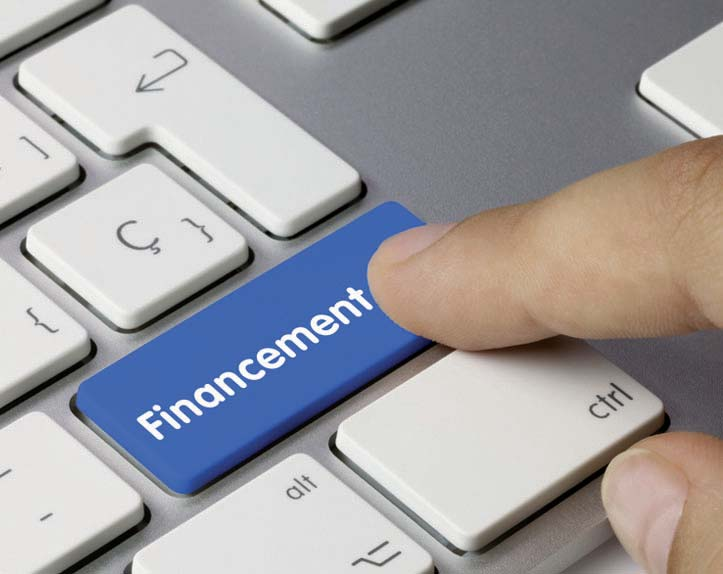 ]
ç }
{
Financement
-
ctrl
alt